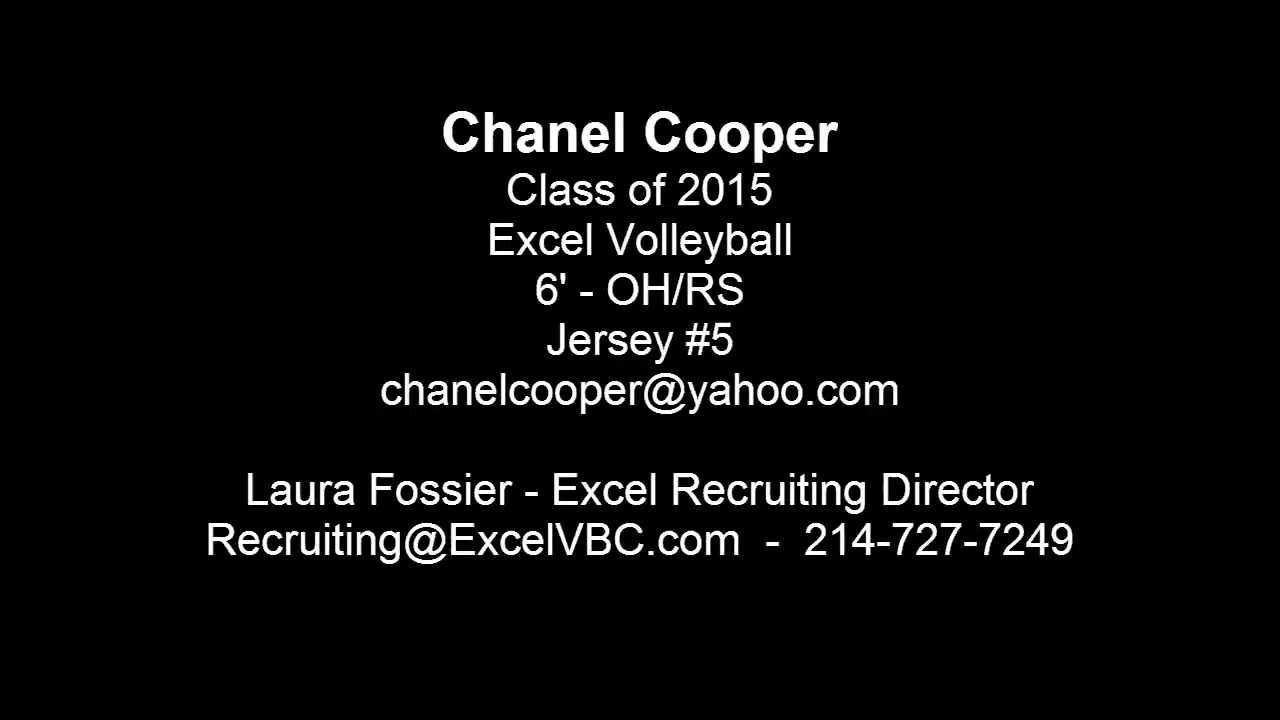 Chanel Cooper
Class of 2015
Excel Volleyball
6' - OH/RS
Jersey #5
chanelcooper@yahoo.com
Laura Fossier - Excel Recruiting Director
Recruiting@ExcelVBC.com - 214-727-7249